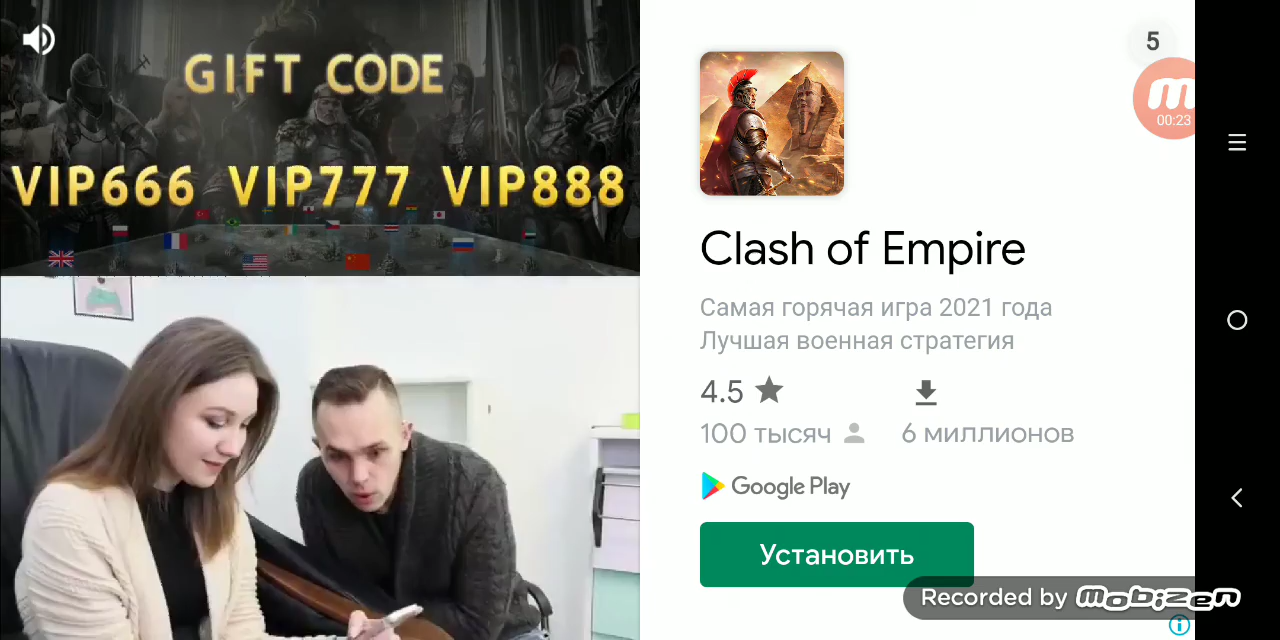 GIFT CODE
VIP666 VIP777 VIP888
5
00:23
Clash of Empire
Самая горячая игра 2021 года
Лучшая военная стратегия
4.5
100 тысяч
6 миллионов
Google Play
Установить
Recorded by mobizen